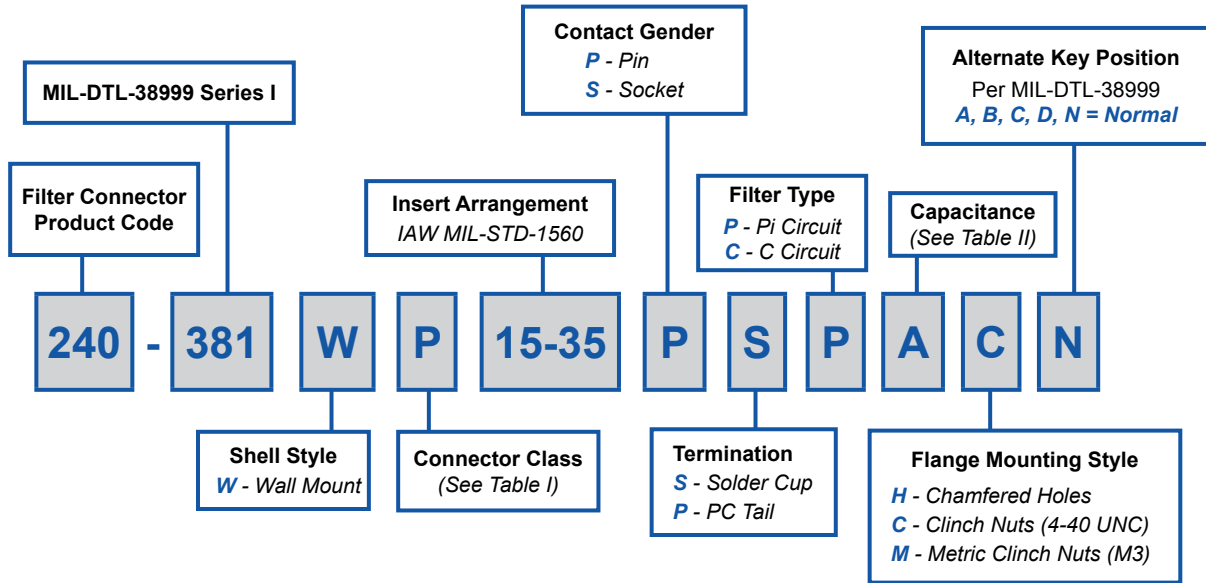 Contact Gender
P - Pin
S - Socket
Alternate Key Position
Per MIL-DTL-38999
A, B, C, D, N = Normal
MIL-DTL-38999 Series I
Filter Connector
Product Code
Insert Arrangement
IAW MIL-STD-1560
Filter Type
P - Pi Circuit
C - C Circuit
Capacitance
(See Table II)
240 - 381 W P 15-35 P S P A C N
Shell Style
W - Wall Mount
Connector Class
(See Table I)
Termination
S - Solder Cup
P - PC Tail
Flange Mounting Style
H - Chamfered Holes
C - Clinch Nuts (4-40 UNC)
M - Metric Clinch Nuts (M3)